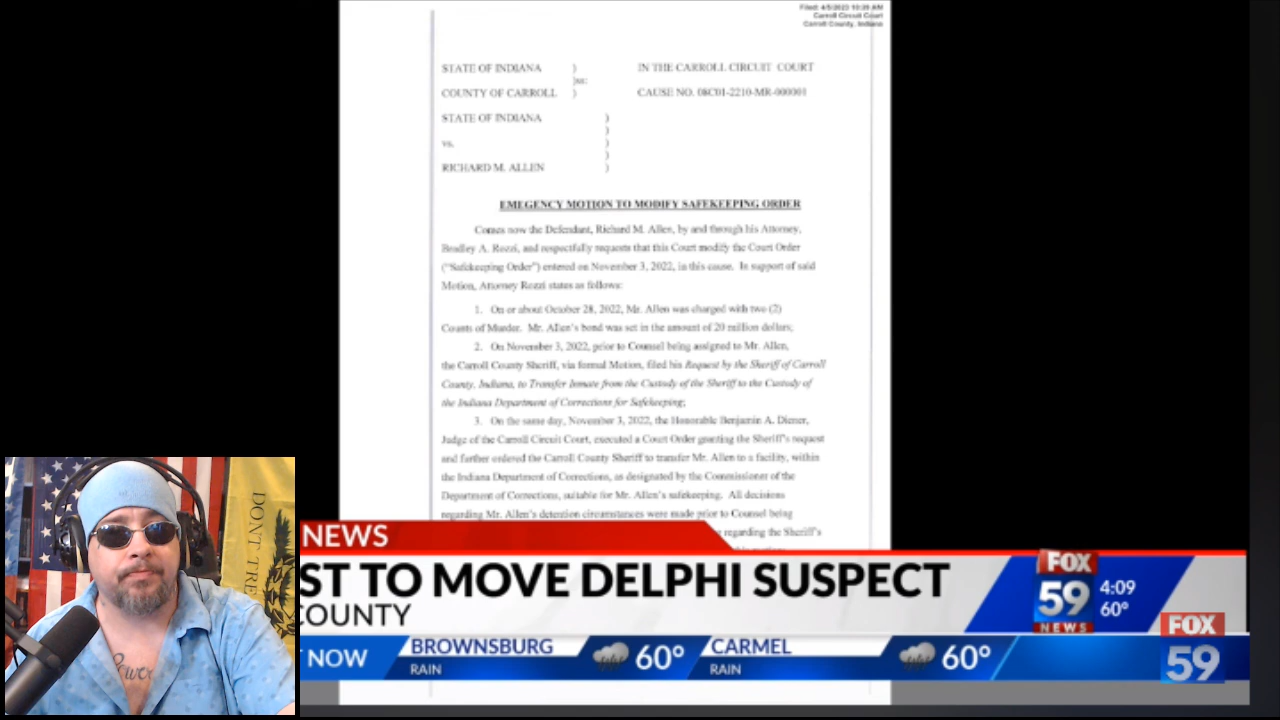 Filed: 4/5/2023 10:20 AM
Carroll Circuit Court
Carroll County, Indiana
STATE OF INDIANA ) IN THE CARROLL CIRCUIT COURT
)ss:
COUNTY OF CARROLL ) CAUSE NO. 08C01-2210-MR-000001
STATE OF INDIANA )
)
vs. )
)
RICHARD M. ALLEN )
EMEGENCY MOTION TO MODIFY SAFEKEEPING ORDER
Comes now the Defendant, Richard M. Allen, by and through his Attorney,
Bradley A. Rozzi, and respectfully requests that this Court modify the Court Order
("Safekeeping Order") entered on November 3, 2022, in this cause. In support of said
Motion, Attorney Rozzi states as follows:
1. On or about October 28, 2022, Mr. Allen was charged with two (2)
Counts of Murder. Mr. Allen's bond was set in the amount of 20 million dollars;
2. On November 3, 2022, prior to Counsel being assigned to Mr. Allen,
the Carroll County Sheriff, via formal Motion, filed his Request by the Sheriff of Carroll
County, Indiana, to Transfer Inmate from the Custody of the Sheriff to the Custody of
the Indiana Department of Corrections for Safekeeping;
3. On the same day, November 3, 2022, the Honorable Benjamin A. Diener,
Judge of the Carroll Circuit Court, executed a Court Order granting the Sheriff's request
and further ordered the Carroll County Sheriff to transfer Mr. Allen to a facility, within
the Indiana Department of Corrections, as designated by the Commissioner of the
Department of Corrections, suitable for Mr. Allen's safekeeping. All decisions
regarding Mr. Allen's detention circumstances were made prior to Counsel being
regarding the Sheriff's
NEWS
ST TO MOVE DELPHI SUSPECT
COUNTY
FOX
59
NEWS
4:09
60°
NOW
BROWNSBURG
RAIN
60°
CARMEL
RAIN
60°
FOX
59
DONT TRE